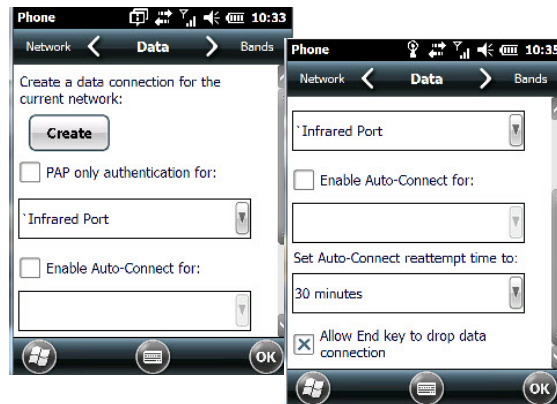 Phone 10:33
Network Data Bands
Create a data connection for the
current network:
Create
PAP only authentication for:
`Infrared Port
Enable Auto-Connect for:
OK
Phone 10:35
Network Data Bands
`Infrared Port
Enable Auto-Connect for:
Set Auto-Connect reattempt time to:
30 minutes
Allow End key to drop data
connection
OK